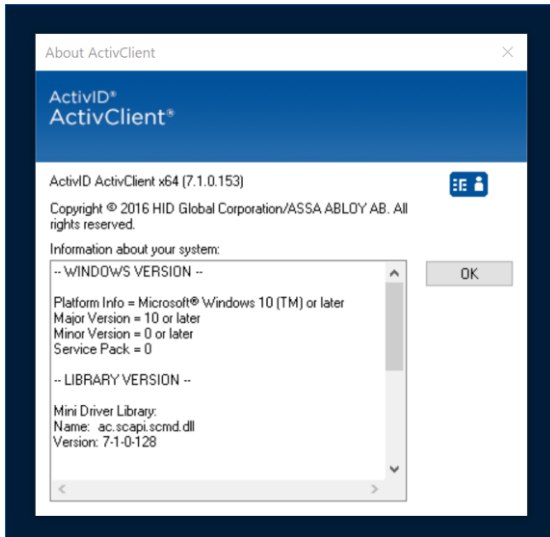 About ActivClient
ActivID®
ActivClient®
ActivID ActivClient x64 (7.1.0.153)
Copyright © 2016 HID Global Corporation/ASSA ABLOY AB. All
rights reserved.
Information about your system:
-- WINDOWS VERSION --
Platform Info = Microsoft® Windows 10 (TM) or later
Major Version = 10 or later
Minor Version = 0 or later
Service Pack = 0
-- LIBRARY VERSION --
Mini Driver Library:
Name:  ac.scapi.scmd.dll
Version: 7-1-0-128
OK